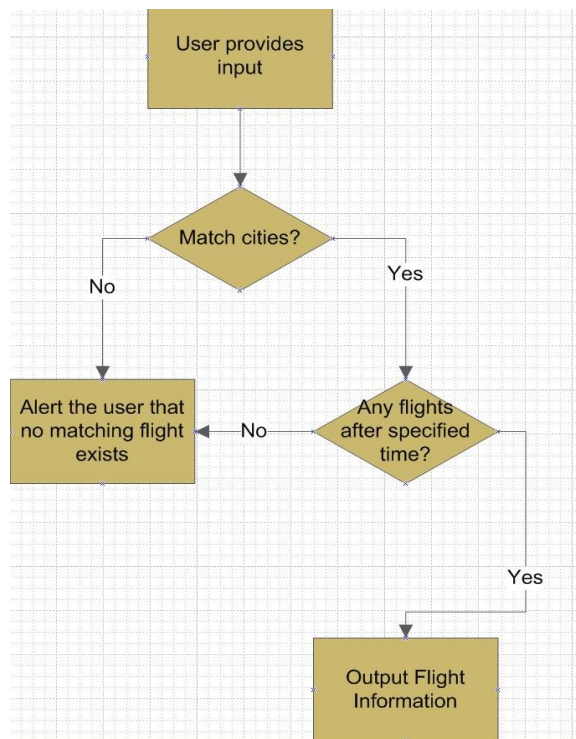 User provides
input
Match cities?
No
Yes
Alert the user that
no matching flight
exists
No
Any flights
after specified
time?
Yes
Output Flight
Information